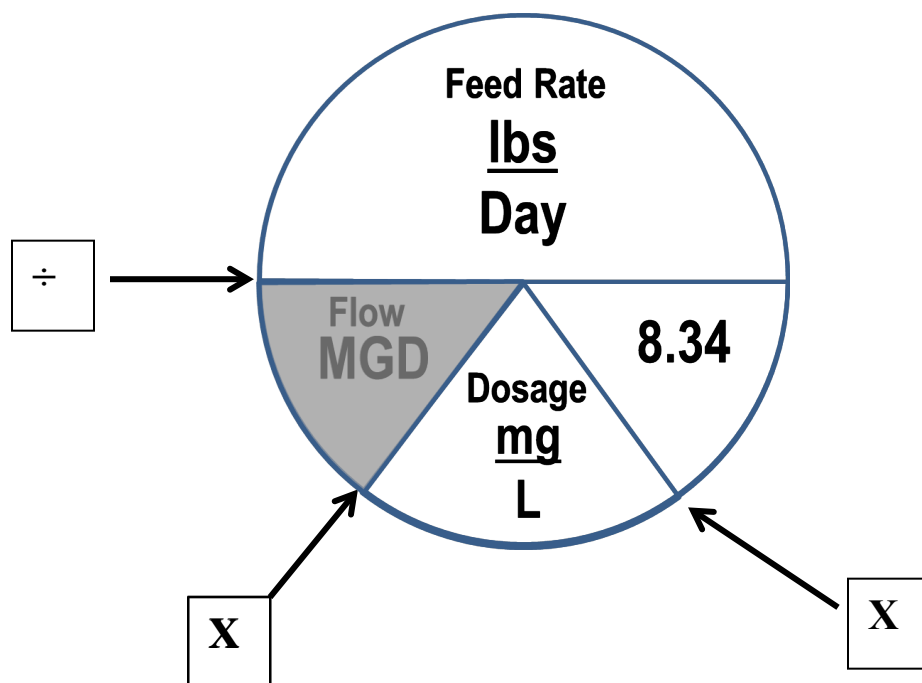 Feed Rate
lbs
Day
÷
Flow
MGD
8.34
Dosage
mg
L
X
X